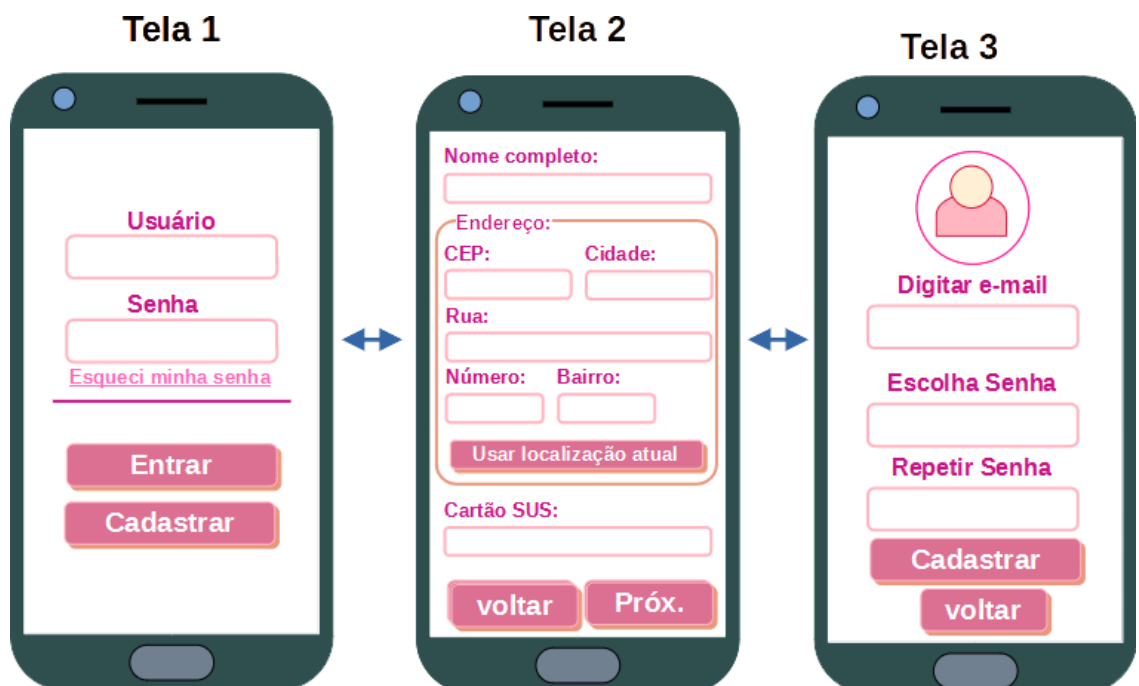 Tela 1
Usuário
Senha
Esqueci minha senha
Entrar
Cadastrar
Tela 2
Nome completo:
Endereço:
CEP: Cidade:
Rua:
Número: Bairro:
Usar localização atual
Cartão SUS:
voltar Próx.
Tela 3
Digitar e-mail
Escolha Senha
Repetir Senha
Cadastrar
voltar